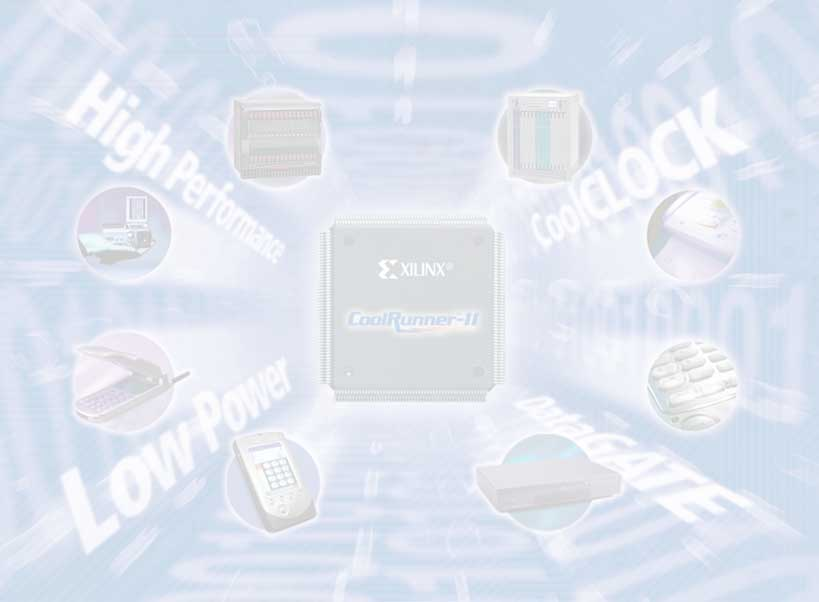 High Performance
CoolCLOCK
XILINX®
CoolRunner-II
Low Power
DataGATE